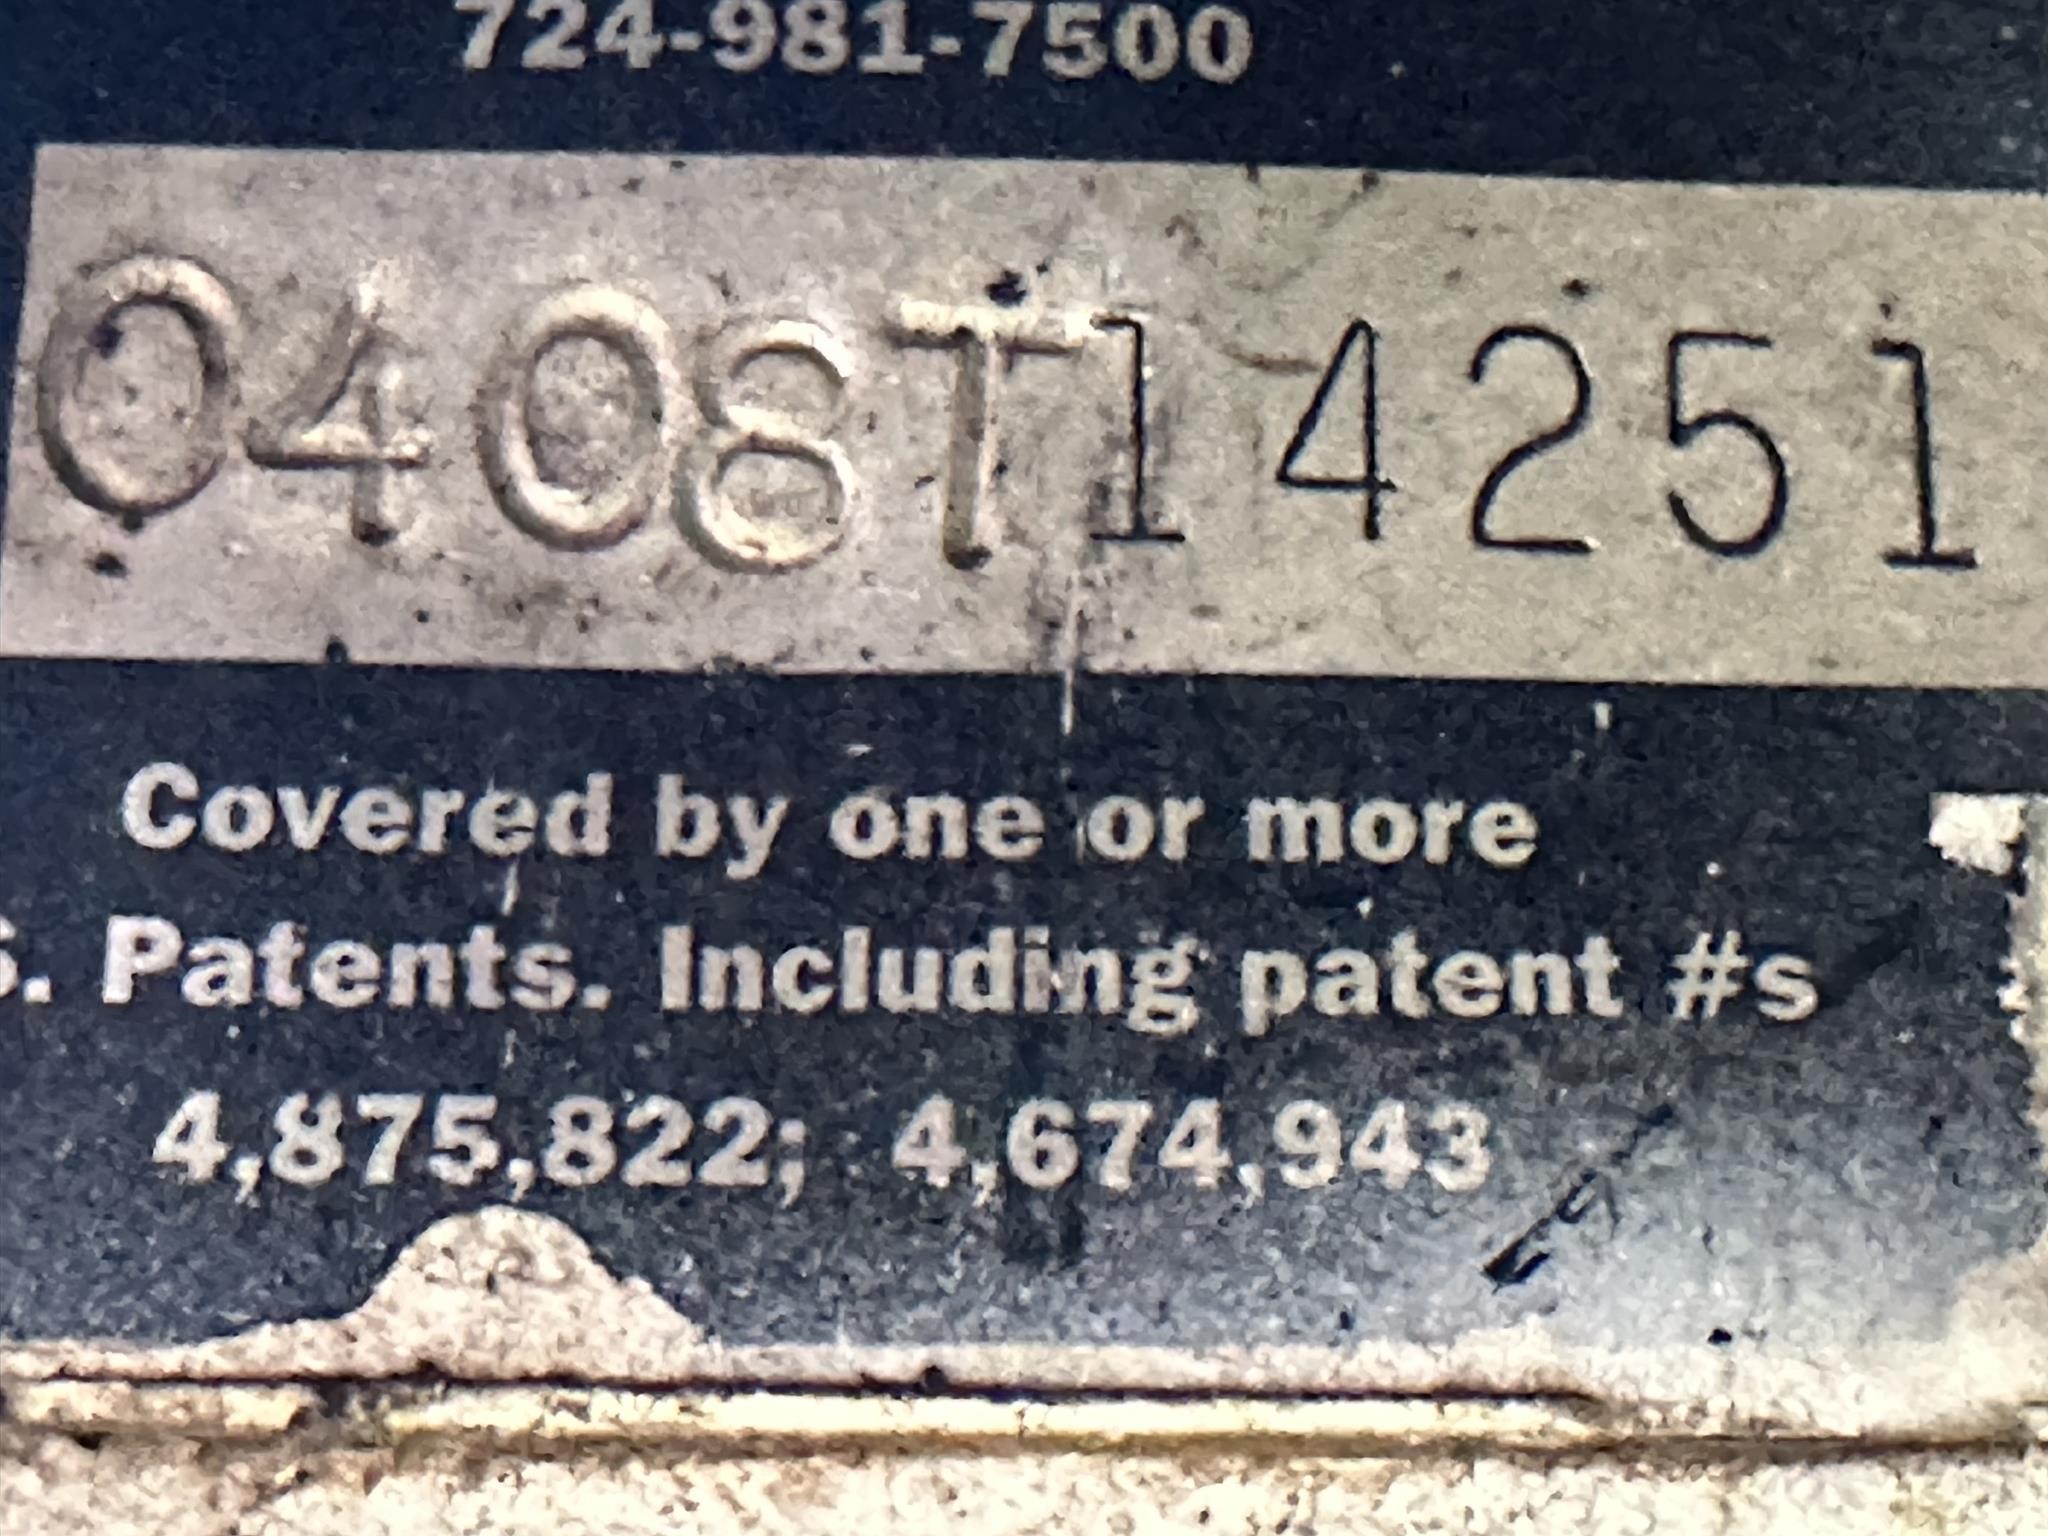 724-981-7500
0408T14251
Covered by one or more
S. Patents. Including patent #s
4,875,822; 4,674,943